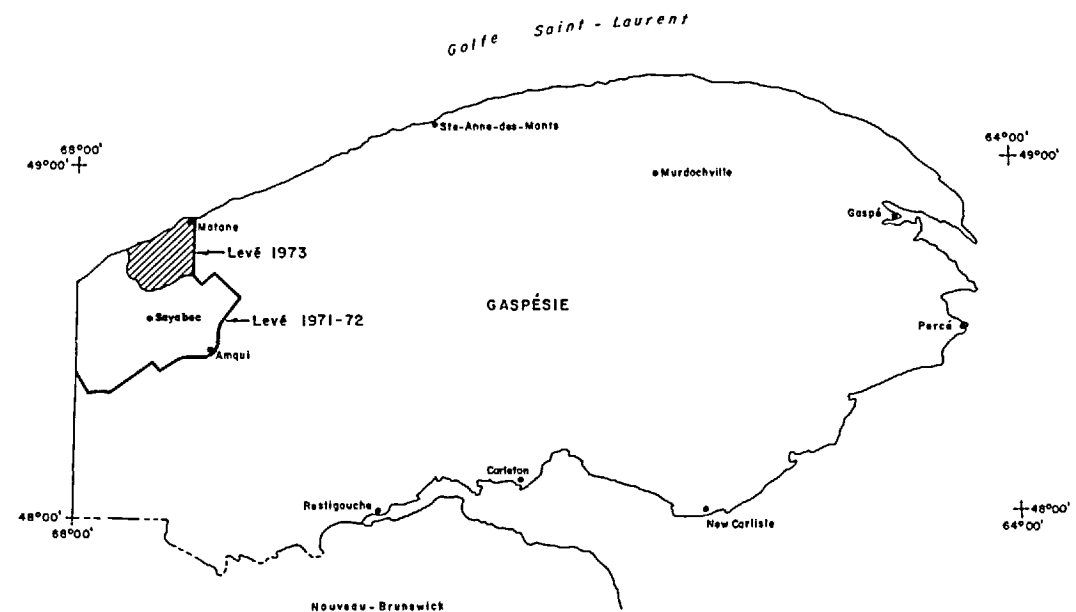 Golfe Saint - Laurent
Ste-Anne-des-Monts
68°00'
49°00'
64°00'
49°00'
Murdochville
Gaspé
Matane
Levé 1973
GASPÉSIE
Sayabec
Levé 1971-72
Percé
Amqui
Carleton
Restigouche
48°00'
68°00'
New Carlisle
48°00'
64°00'
Nouveau - Brunswick